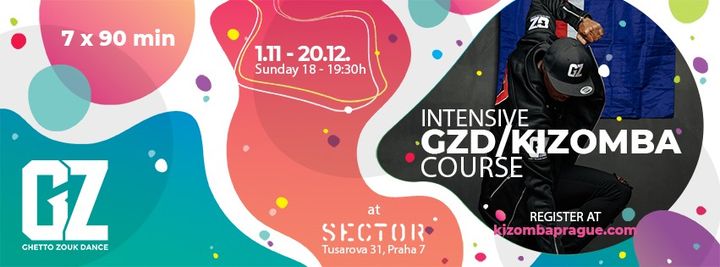 7 x 90 min
1.11 - 20.12.
Sunday 18 - 19:30h
GZ
GHETTO ZOUK DANCE
at
SECTOR
Tusarova 31, Praha 7
GZ
INTENSIVE
GZD/KIZOMBA
COURSE
REGISTER AT
kizombaprague.com